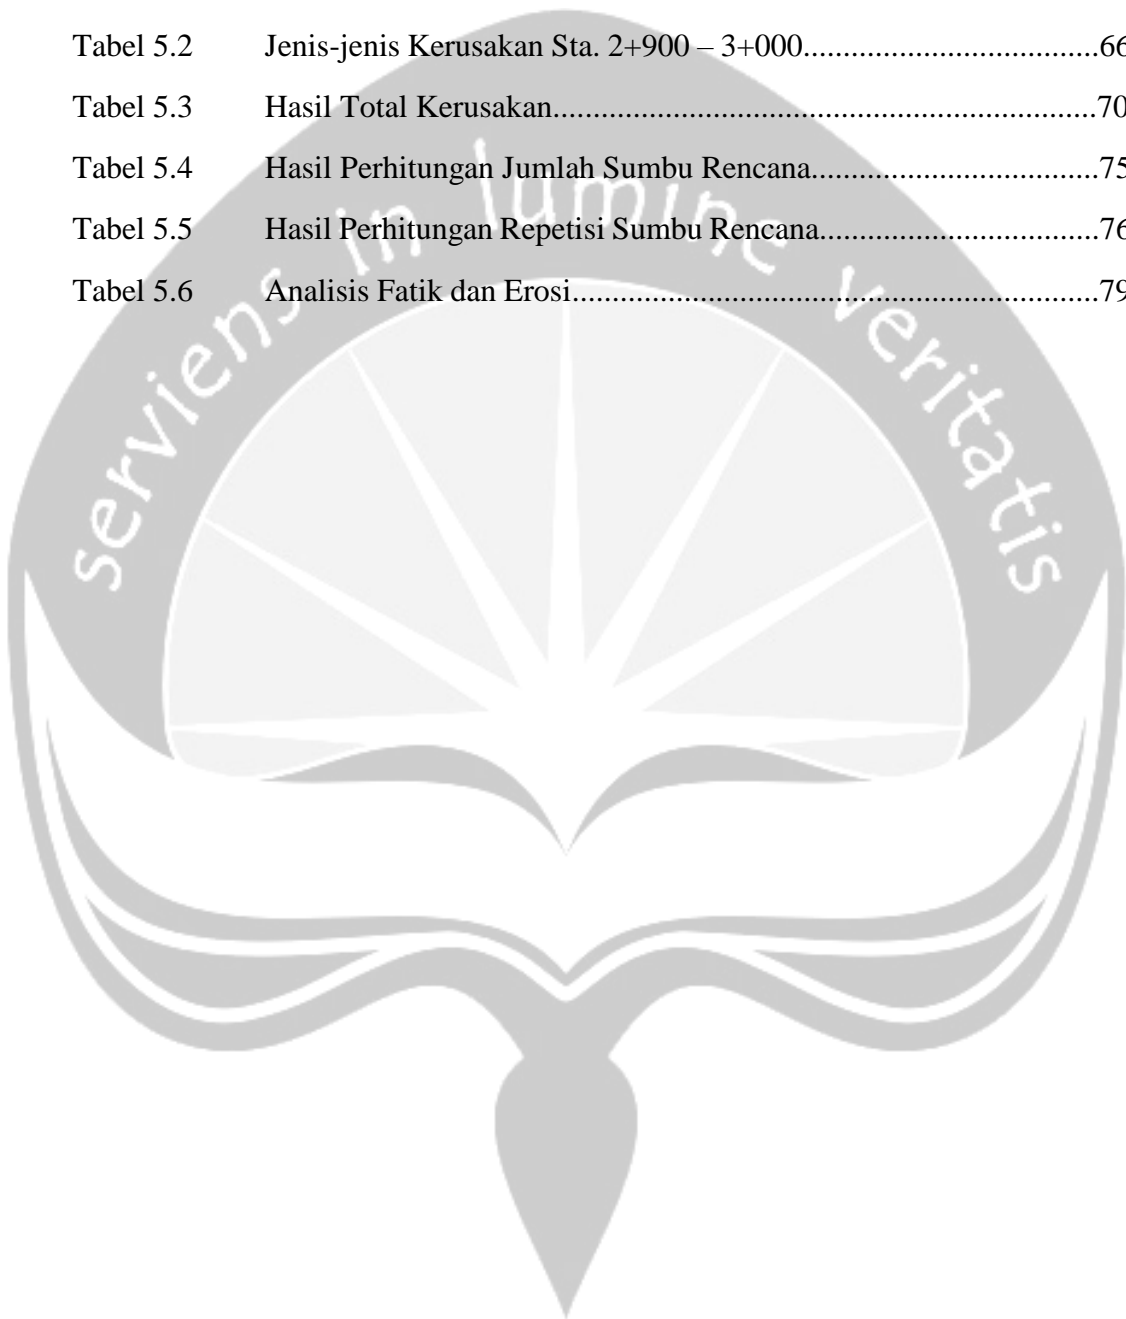 Tabel 5.2 Jenis-jenis Kerusakan Sta. 2+900 – 3+000.....................................66
Tabel 5.3 Hasil Total Kerusakan....................................................................70
Tabel 5.4 Hasil Perhitungan Jumlah Sumbu Rencana....................................75
Tabel 5.5 Hasil Perhitungan Repetisi Sumbu Rencana...................................76
Tabel 5.6 Analisis Fatik dan Erosi..................................................................79
serviens in lumine veritatis